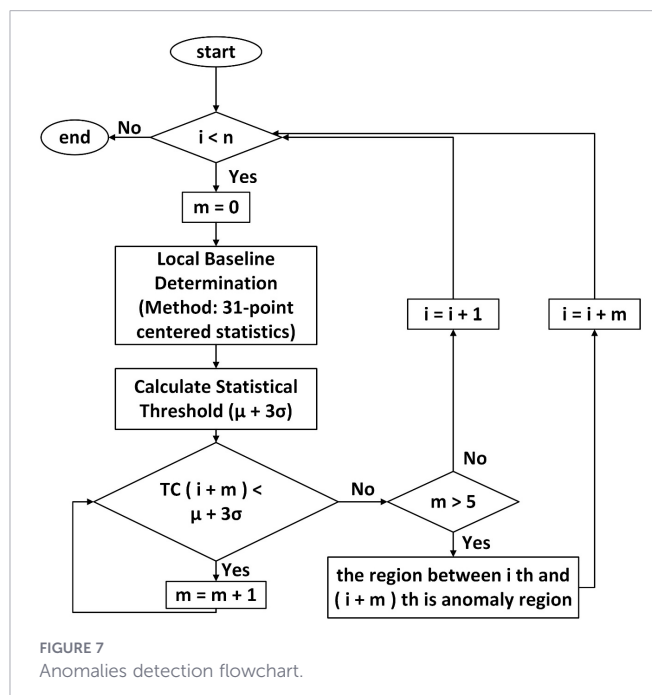 start
end
No
i < n
Yes
m = 0
Local Baseline
Determination
(Method: 31-point
centered statistics)
i = i + 1
i = i + m
Calculate Statistical
Threshold (μ + 3σ)
TC ( i + m ) <
μ + 3σ
No
No
m > 5
Yes
Yes
m = m + 1
the region between i th and
( i + m ) th is anomaly region
FIGURE 7
Anomalies detection flowchart.